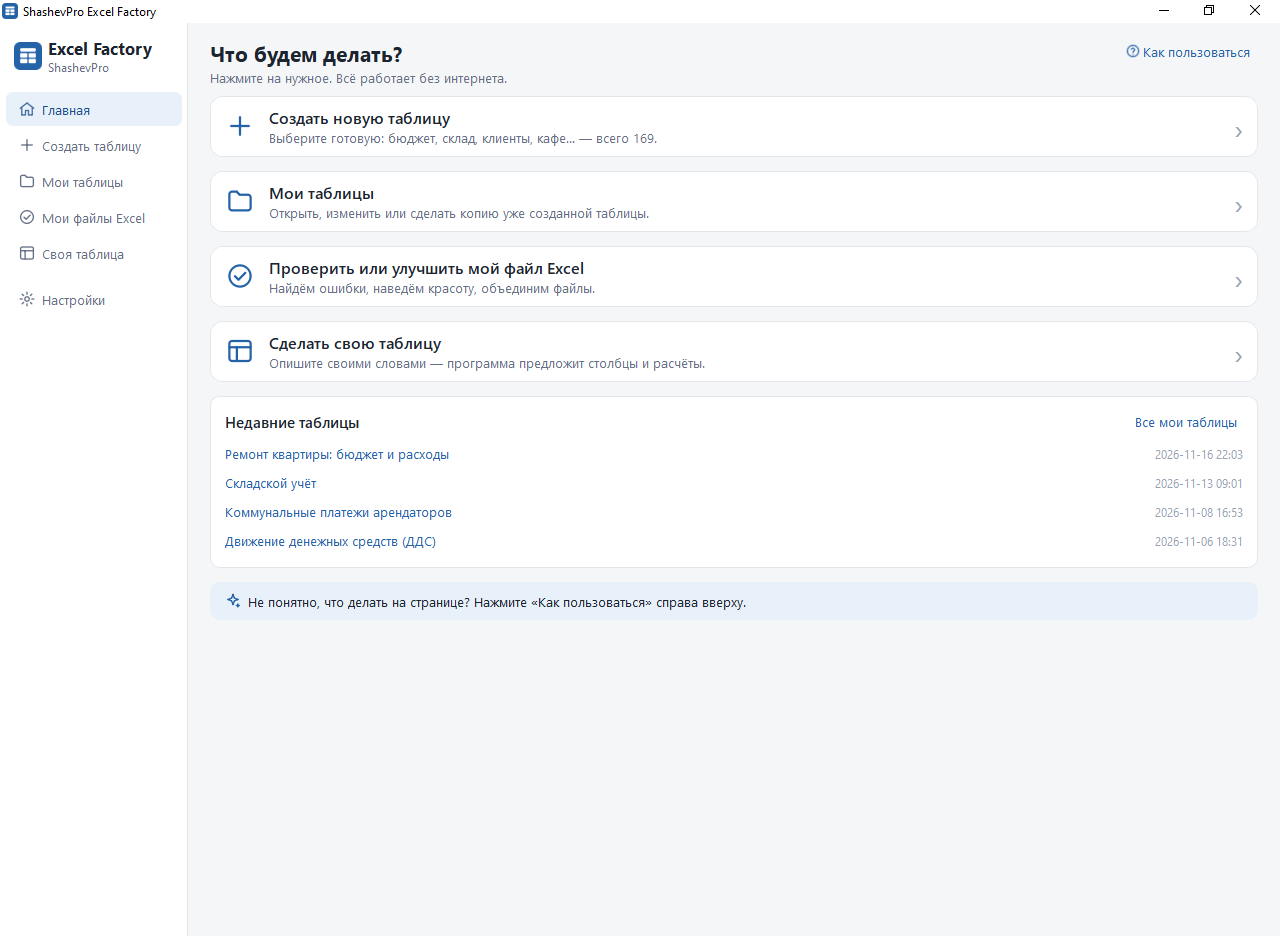 ShashevPro Excel Factory
Excel Factory
ShashevPro
Главная
Создать таблицу
Мои таблицы
Мои файлы Excel
Своя таблица
Настройки
Что будем делать?
Как пользоваться
Нажмите на нужное. Всё работает без интернета.
Создать новую таблицу
Выберите готовую: бюджет, склад, клиенты, кафе... — всего 169.
Мои таблицы
Открыть, изменить или сделать копию уже созданной таблицы.
Проверить или улучшить мой файл Excel
Найдём ошибки, наведём красоту, объединим файлы.
Сделать свою таблицу
Опишите своими словами — программа предложит столбцы и расчёты.
Недавние таблицы
Все мои таблицы
Ремонт квартиры: бюджет и расходы 2026-11-16 22:03
Складской учёт 2026-11-13 09:01
Коммунальные платежи арендаторов 2026-11-08 16:53
Движение денежных средств (ДДС) 2026-11-06 18:31
Не понятно, что делать на странице? Нажмите «Как пользоваться» справа вверху.